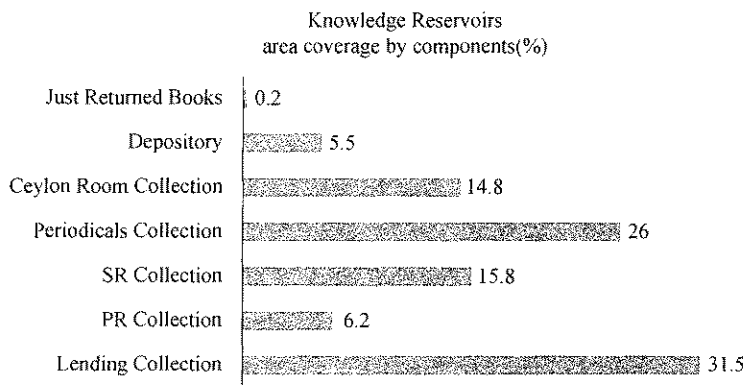 Knowledge Reservoirs
area coverage by components(%)
Just Returned Books 0.2
Depository 5.5
Ceylon Room Collection 14.8
Periodicals Collection 26
SR Collection 15.8
PR Collection 6.2
Lending Collection 31.5